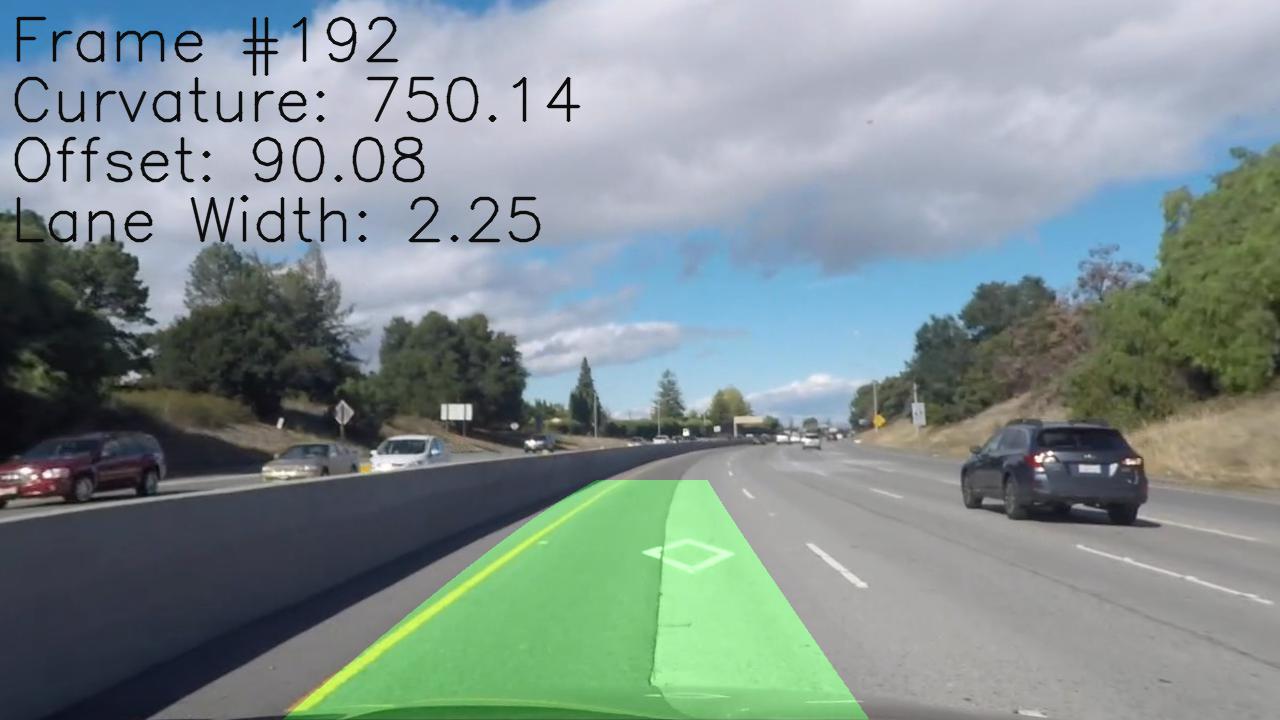 Frame #192
Curvature: 750.14
Offset: 90.08
Lane Width: 2.25